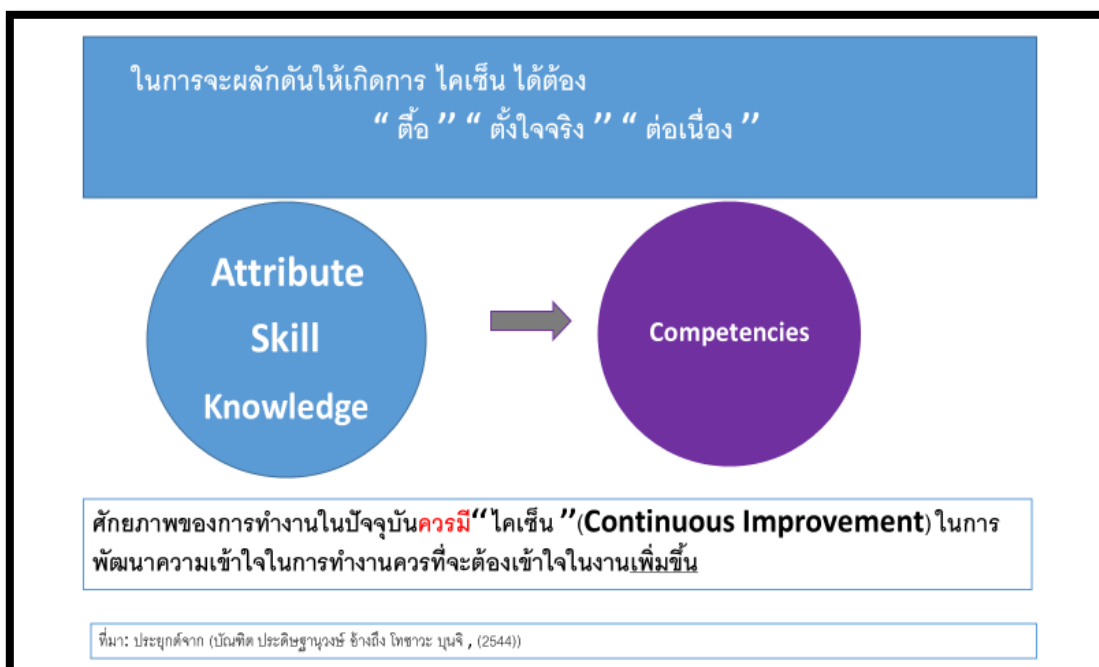 ในการจะผลักดันให้เกิดการ ไคเซ็น ได้ต้อง
“ ตื้อ ” “ ตั้งใจจริง ” “ ต่อเนื่อง ”
Attribute
Skill
Knowledge
Competencies
ศักยภาพของการทำงานในปัจจุบันควรมี“ ไคเซ็น ”(Continuous Improvement) ในการ
พัฒนาความเข้าใจในการทำงานควรที่จะต้องเข้าใจในงานเพิ่มขึ้น
ที่มา: ประยุกต์จาก (บัณฑิต ประดิษฐานุวงษ์ อ้างถึง โทซาวะ บุนจิ , (2544))